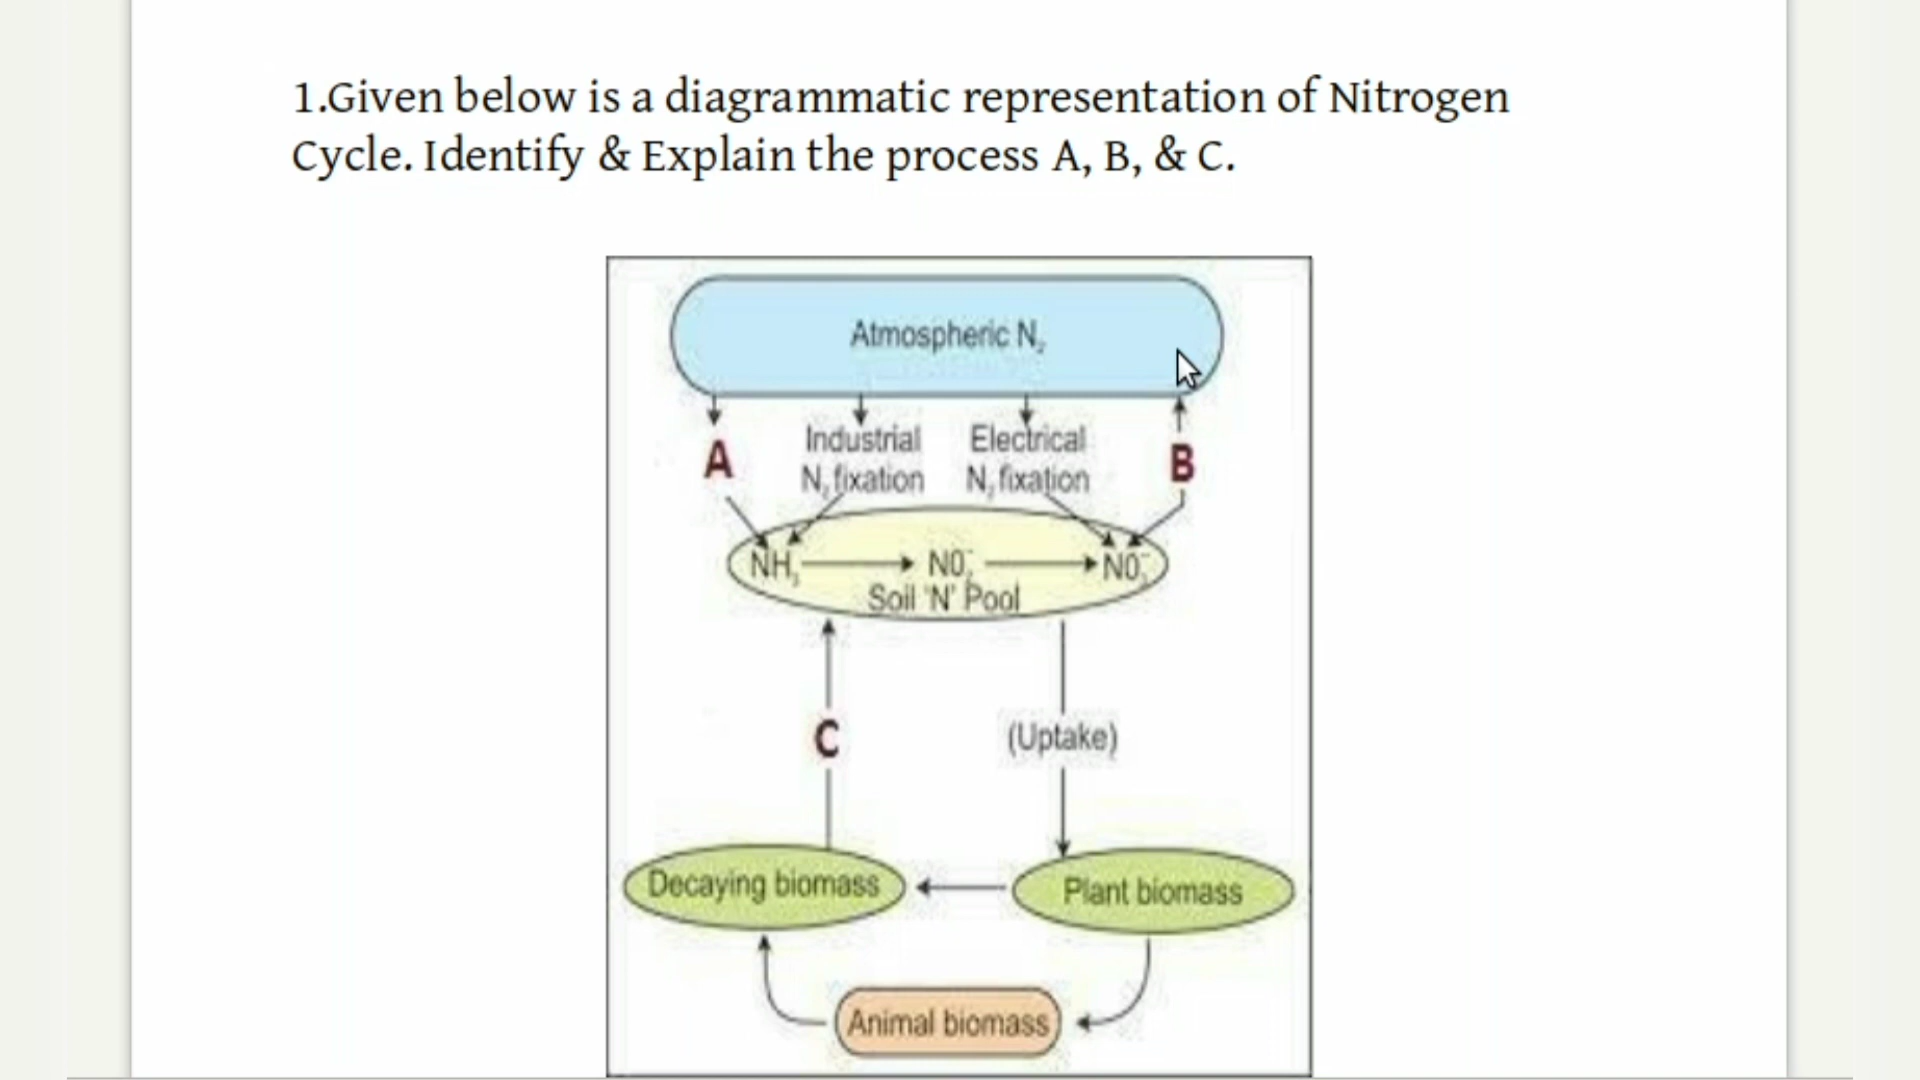 1.Given below is a diagrammatic representation of Nitrogen
Cycle. Identify & Explain the process A, B, & C.
Atmospheric N₂
A
Industrial
N₂ fixation
Electrical
N₂ fixation
B
NH₃
NO₂⁻
NO₃⁻
Soil 'N' Pool
C
(Uptake)
Decaying biomass
Plant biomass
Animal biomass